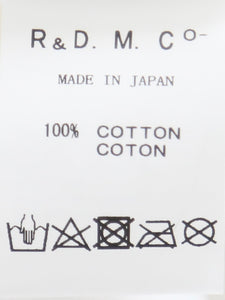 R & D. M. Co-
MADE IN JAPAN
100% COTTON
COTON